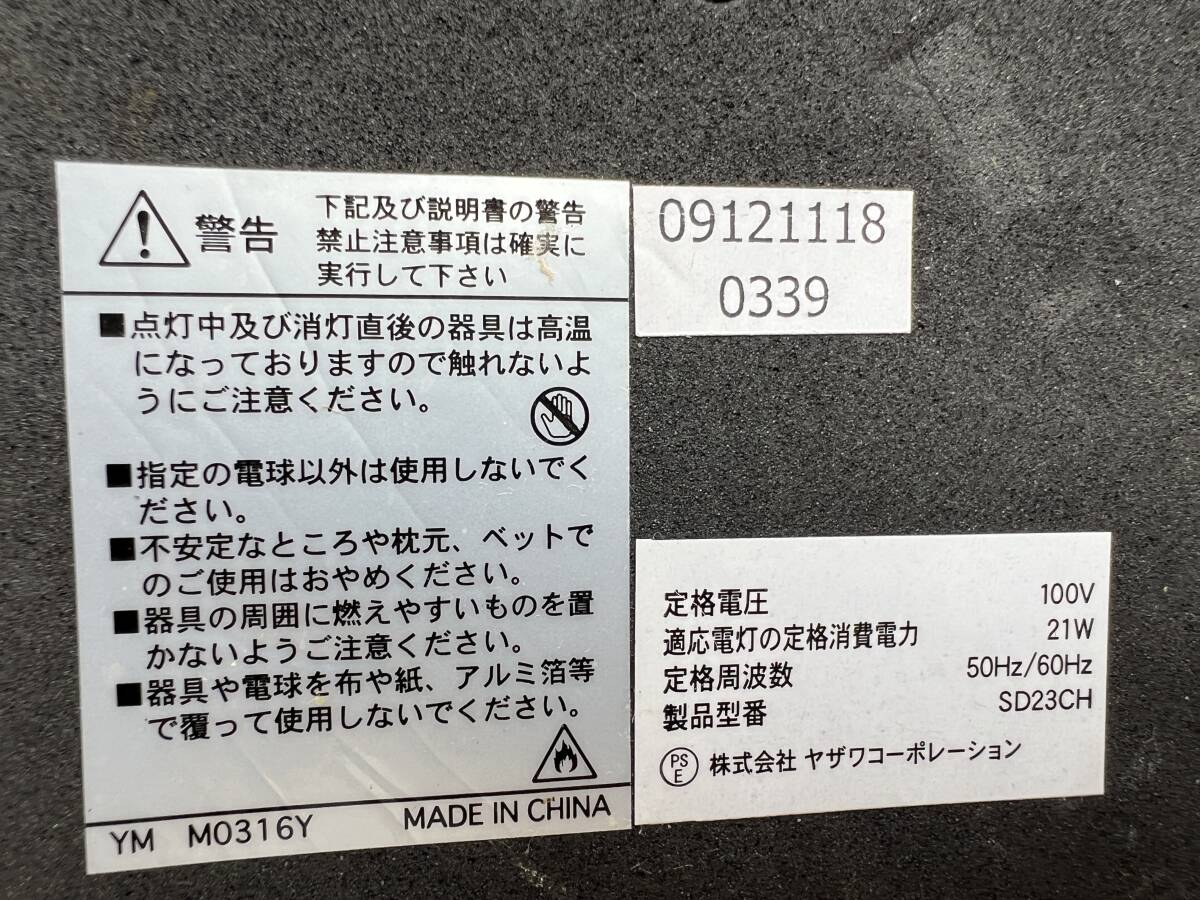 警告
下記及び説明書の警告
禁止注意事項は確実に
実行して下さい
■点灯中及び消灯直後の器具は高温
になっておりますので触れないよ
うにご注意ください。
■指定の電球以外は使用しないでく
ださい。
■不安定なところや枕元、ベットで
のご使用はおやめください。
■器具の周囲に燃えやすいものを置
かないようご注意ください。
■器具や電球を布や紙、アルミ箔等
で覆って使用しないでください。
YM M0316Y MADE IN CHINA
09121118
0339
定格電圧 100V
適応電灯の定格消費電力 21W
定格周波数 50Hz/60Hz
製品型番 SD23CH
PS
E
株式会社 ヤザワコーポレーション